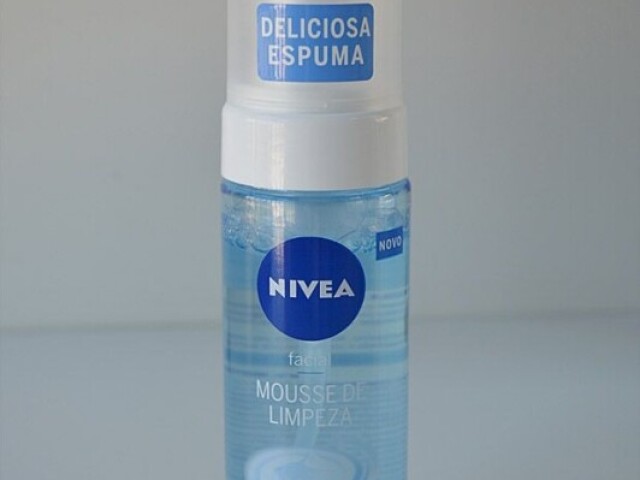 DELICIOSA
ESPUMA
NOVO
NIVEA
facial
MOUSSE DE
LIMPEZA